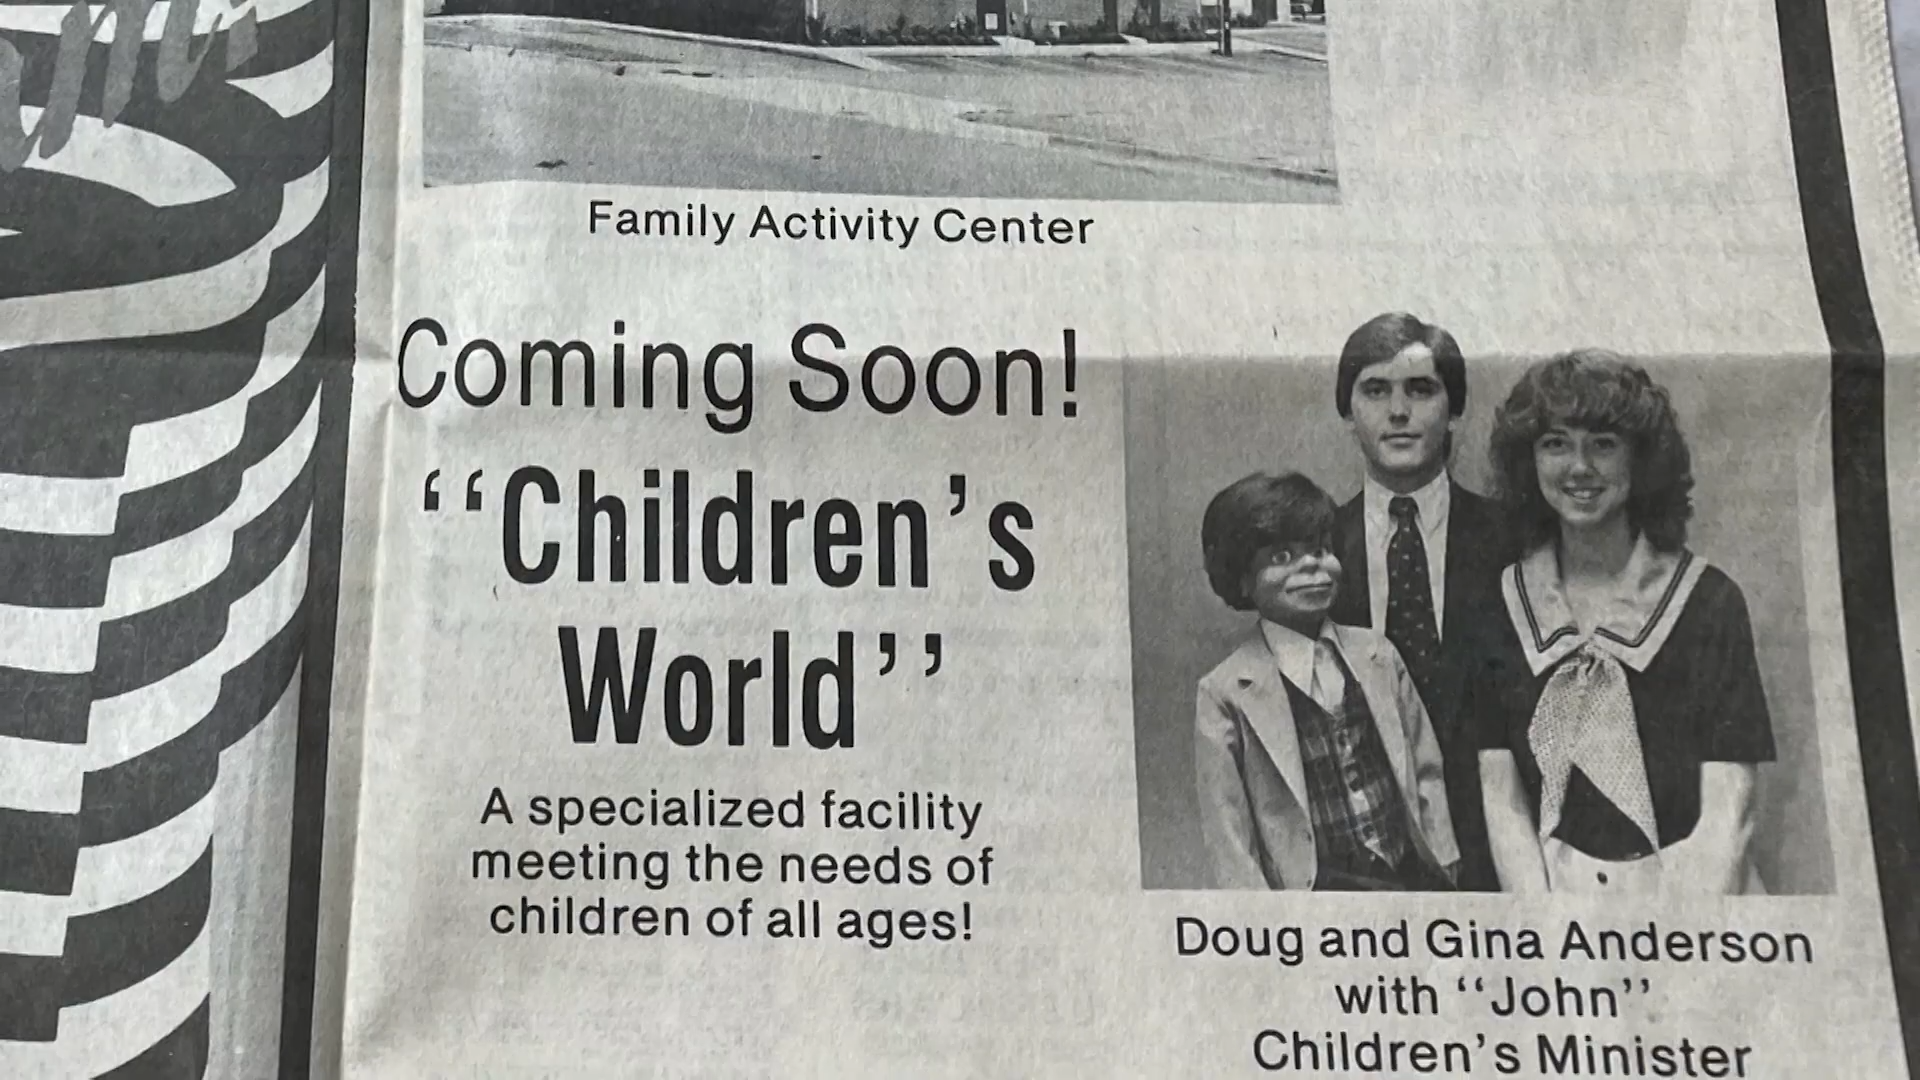 Family Activity Center
Coming Soon!
‘‘Children’s
World’’
A specialized facility
meeting the needs of
children of all ages!
Doug and Gina Anderson
with ‘‘John’’
Children’s Minister